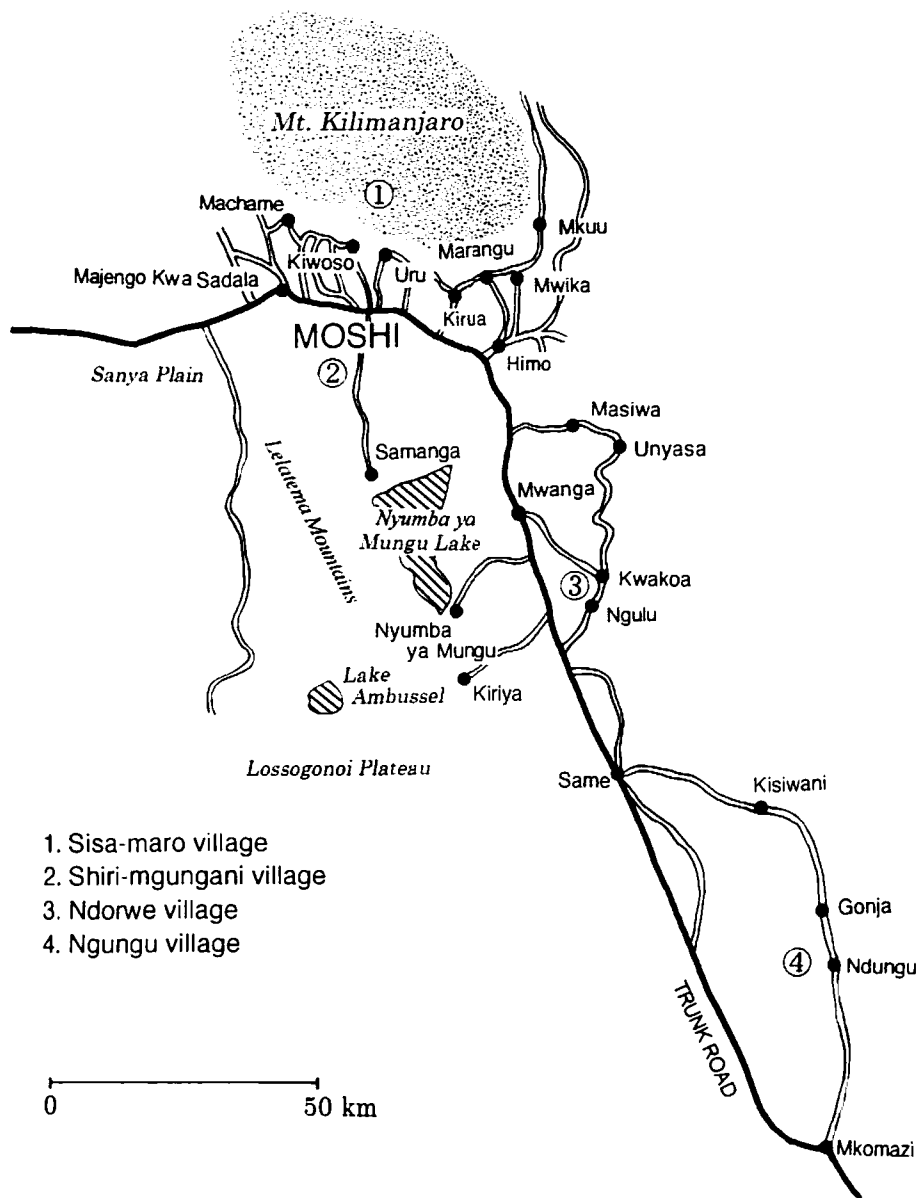 Mt. Kilimanjaro
①
Machame
Mkuu
Marangu
Kiwoso
Uru
Majengo Kwa Sadala
Mwika
Kirua
MOSHI
Himo
②
Sanya Plain
Masiwa
Unyasa
Samanga
Lelatema Mountains
Mwanga
Nyumba ya
Mungu Lake
③
Kwakoa
Ngulu
Nyumba
ya Mungu
Lake
Ambussel
Kiriya
Lossogonoi Plateau
Same
Kisiwani
1. Sisa-maro village
2. Shiri-mgungani village
3. Ndorwe village
4. Ngungu village
Gonja
④
Ndungu
TRUNK ROAD
0 50 km
Mkomazi